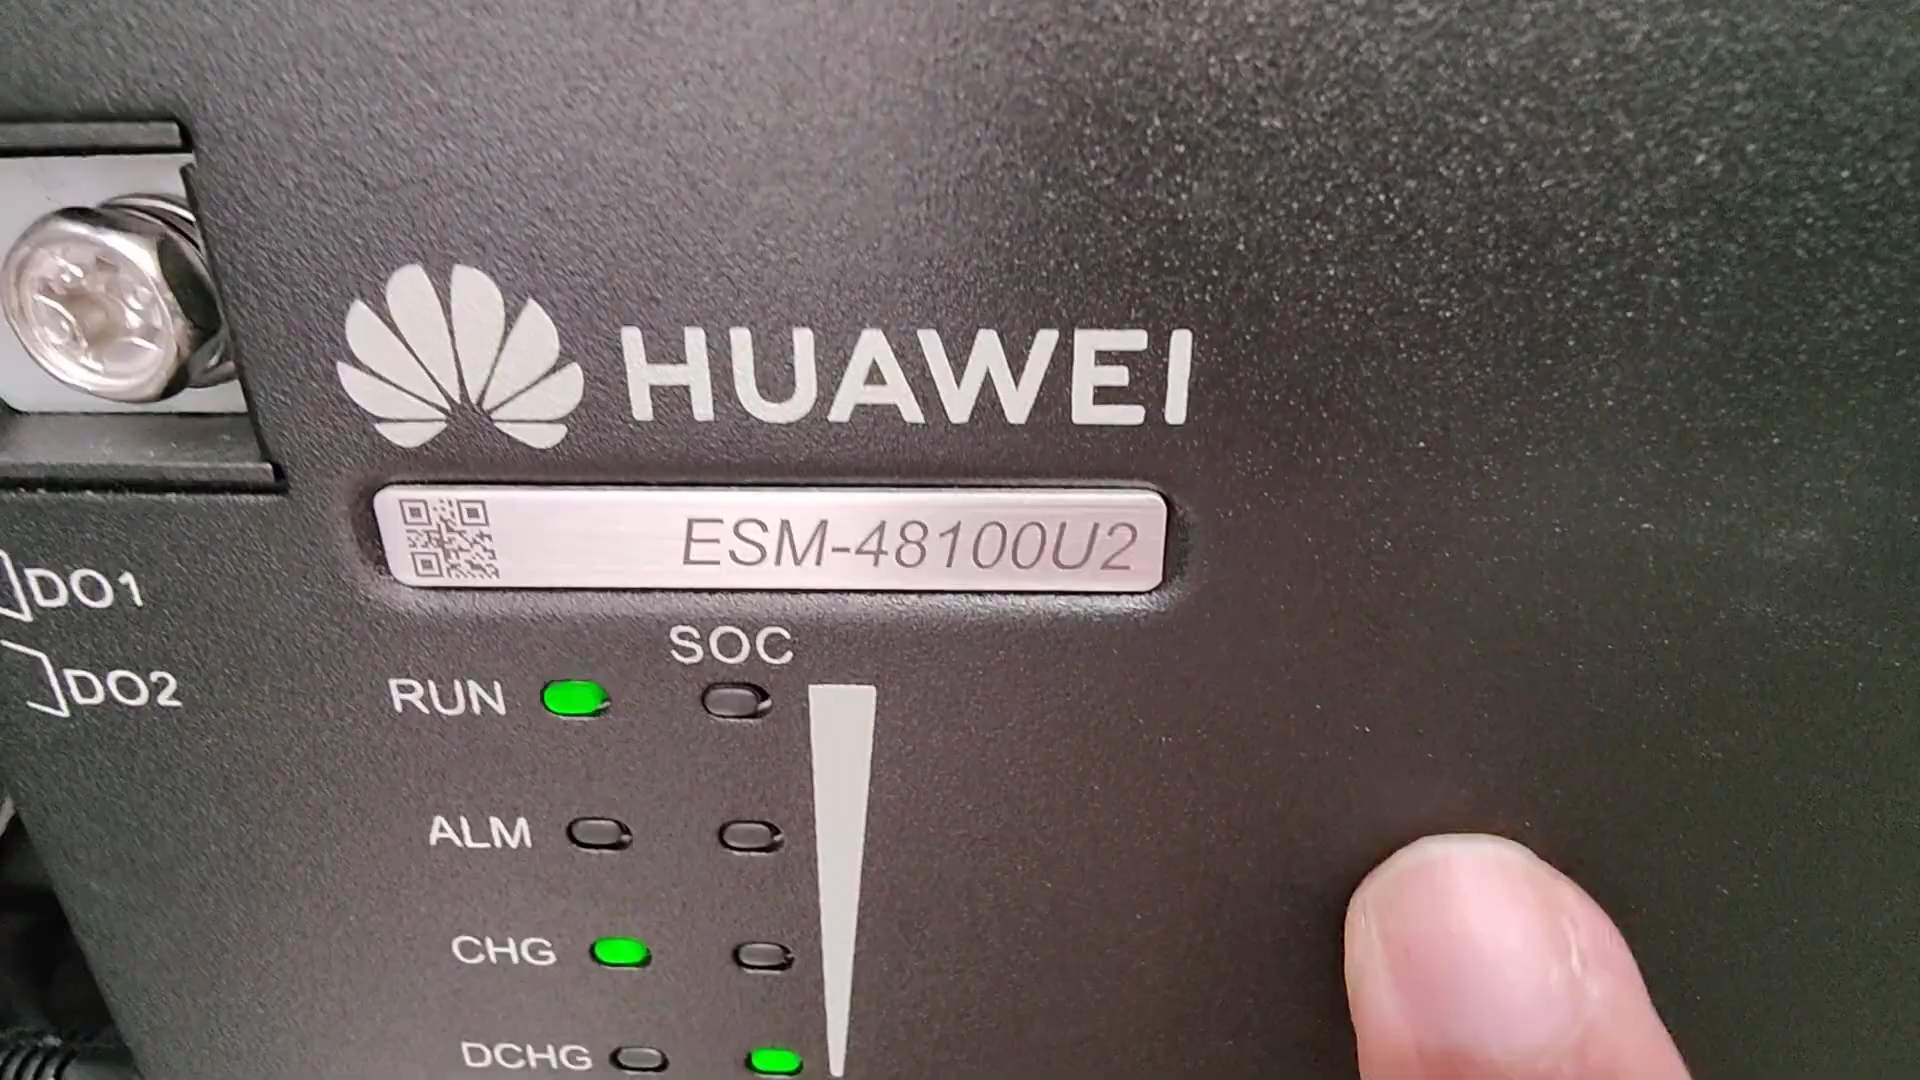 HUAWEI
ESM-48100U2
DO1
DO2
SOC
RUN
ALM
CHG
DCHG